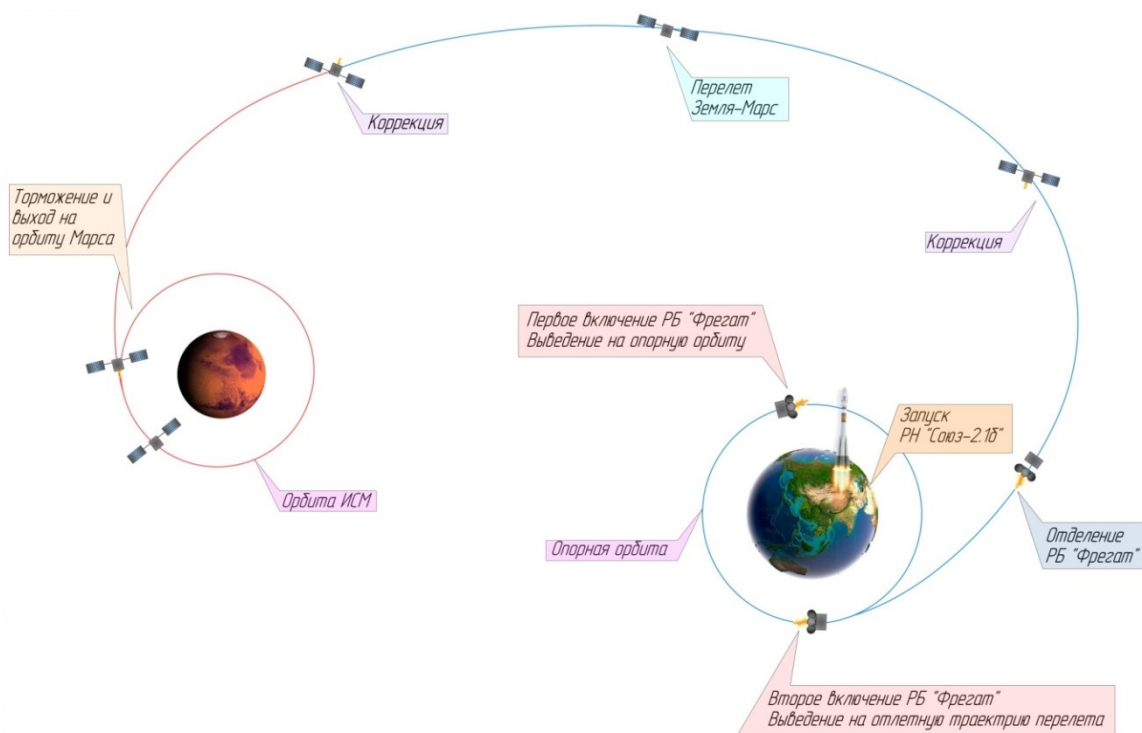 Перелет
Земля-Марс
Коррекция
Торможение и
выход на
орбиту Марса
Коррекция
Первое включение РБ "Фрегат"
Выведение на опорную орбиту
Запуск
РН "Союз-2.1б"
Орбита ИСМ
Опорная орбита
Отделение
РБ "Фрегат"
Второе включение РБ "Фрегат"
Выведение на отлетную траектрию перелета